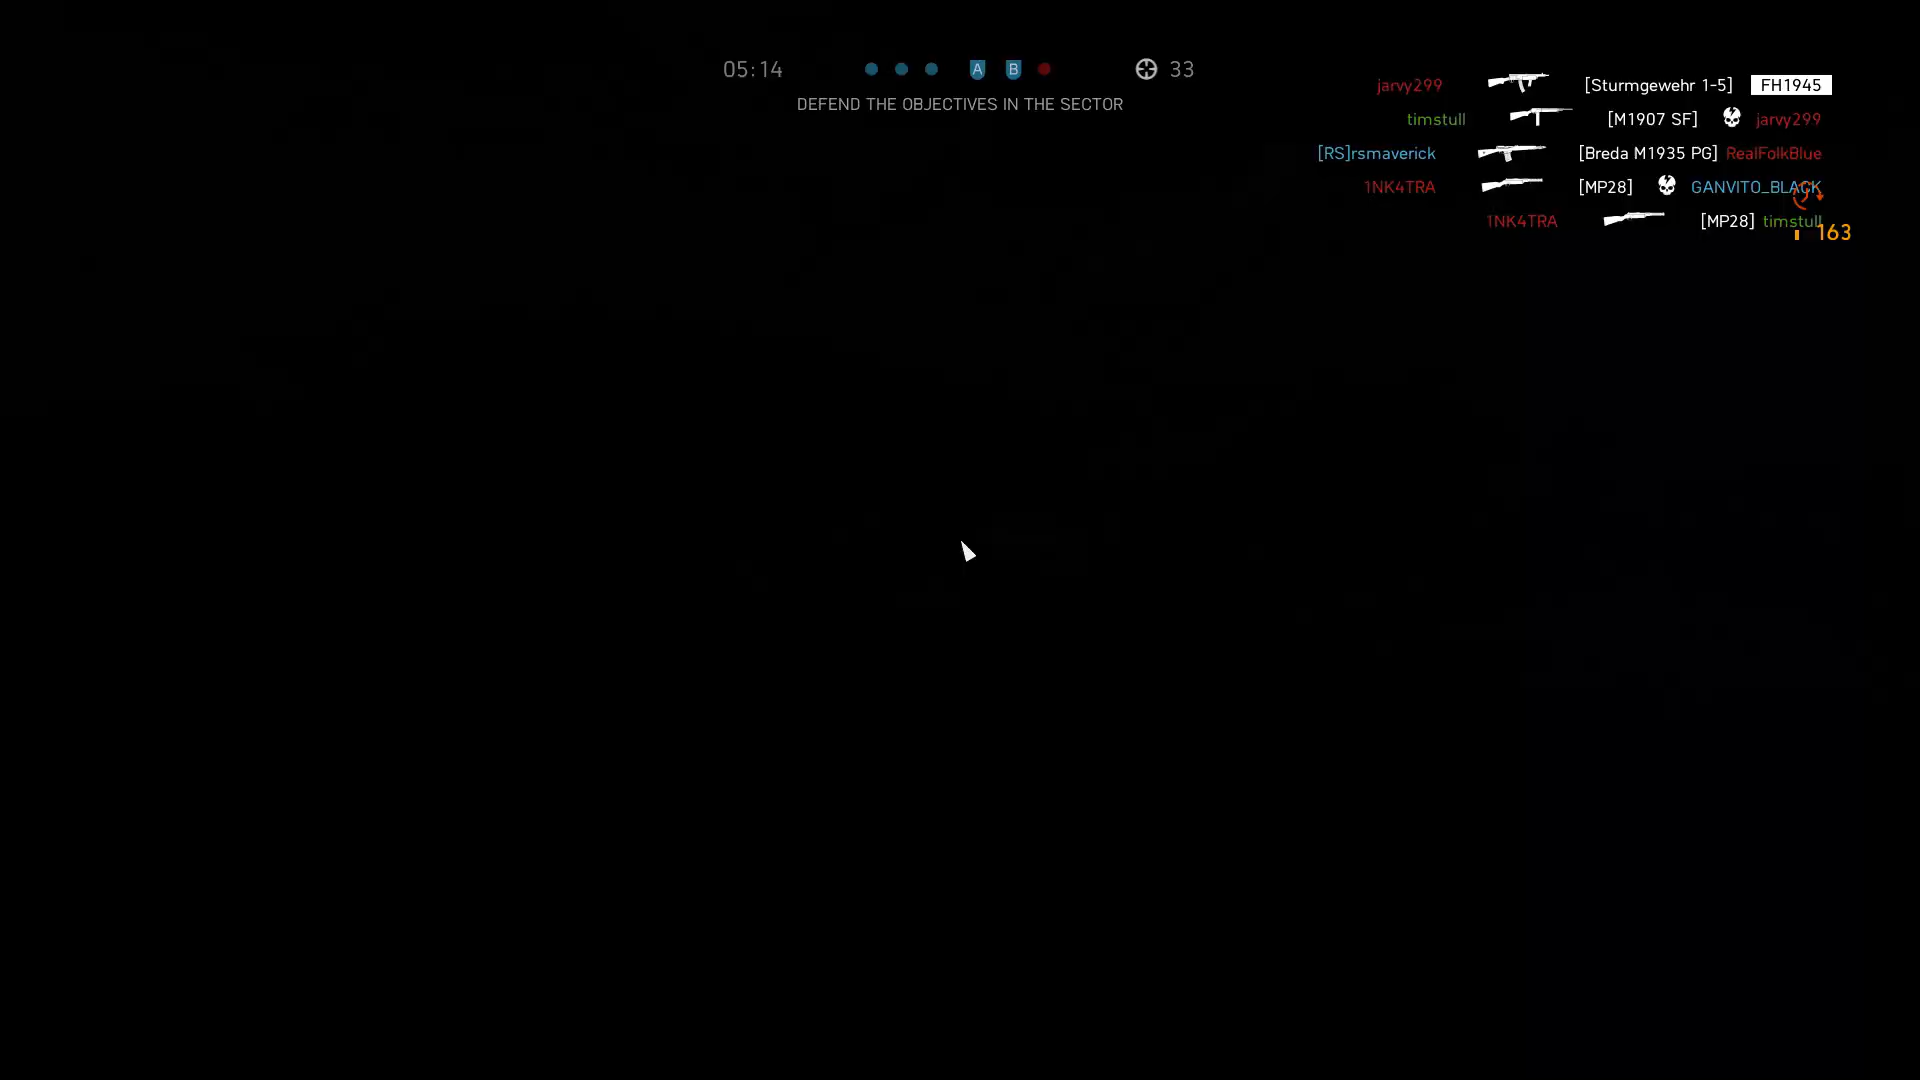 05:14 A B 33
DEFEND THE OBJECTIVES IN THE SECTOR
jarvy299 [Sturmgewehr 1-5] FH1945
timstull [M1907 SF] jarvy299
[RS]rsmaverick [Breda M1935 PG] RealFolkBlue
1NK4TRA [MP28] GANVITO_BLACK
1NK4TRA [MP28] timstull
163